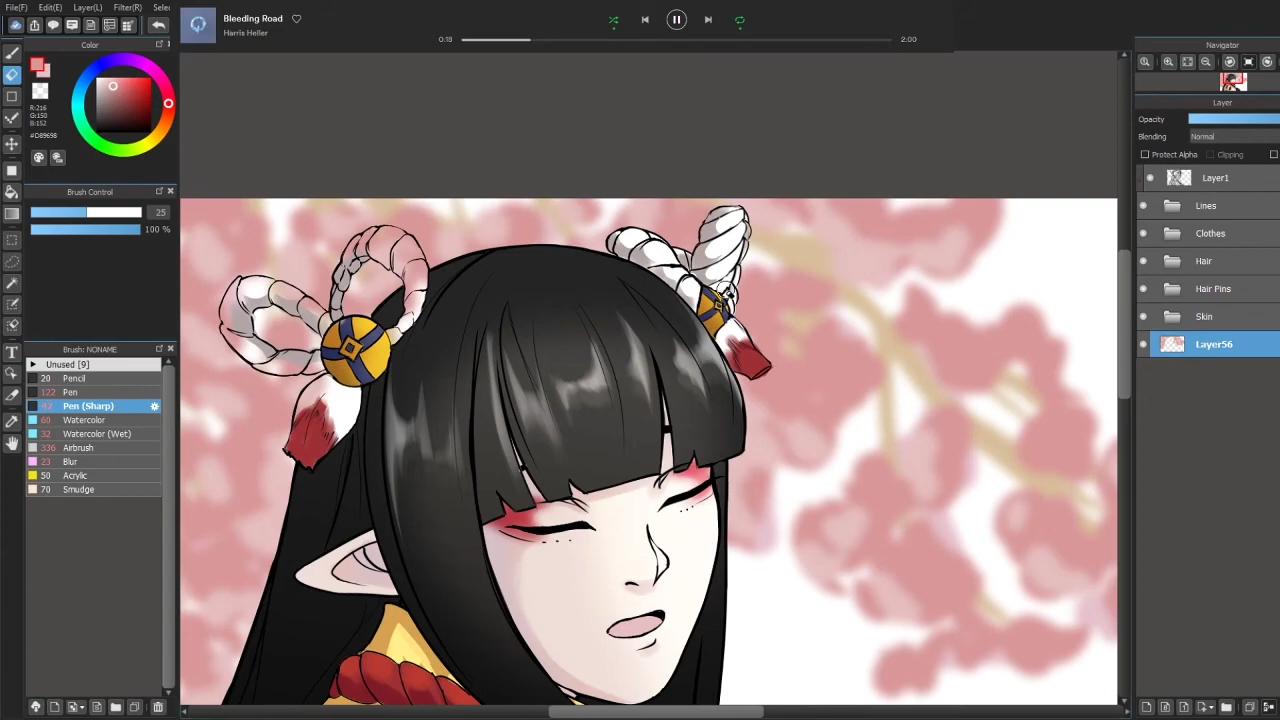 File(F) Edit(E) Layer(L) Filter(R) Selec
Bleeding Road
Harris Heller
0:18
2:00
Color
R:216
G:150
B:152
#D89698
Brush Control
25
100 %
Brush: NONAME
Unused [9]
20 Pencil
122 Pen
42 Pen (Sharp)
60 Watercolor
32 Watercolor (Wet)
336 Airbrush
23 Blur
50 Acrylic
70 Smudge
T
Navigator
Layer
Opacity
Blending Normal
Protect Alpha Clipping
Layer1
Lines
Clothes
Hair
Hair Pins
Skin
Layer56